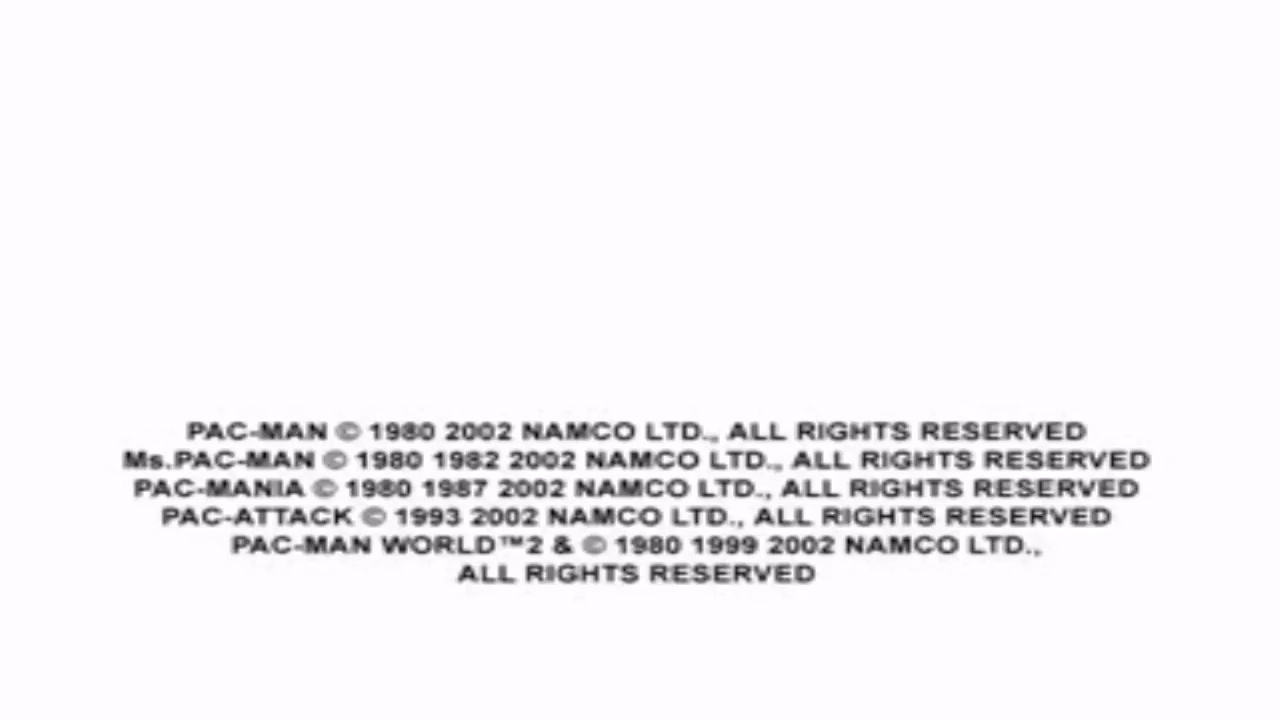 PAC-MAN © 1980 2002 NAMCO LTD., ALL RIGHTS RESERVED
Ms.PAC-MAN © 1980 1982 2002 NAMCO LTD., ALL RIGHTS RESERVED
PAC-MANIA © 1980 1987 2002 NAMCO LTD., ALL RIGHTS RESERVED
PAC-ATTACK © 1993 2002 NAMCO LTD., ALL RIGHTS RESERVED
PAC-MAN WORLD™2 & © 1980 1999 2002 NAMCO LTD.,
ALL RIGHTS RESERVED